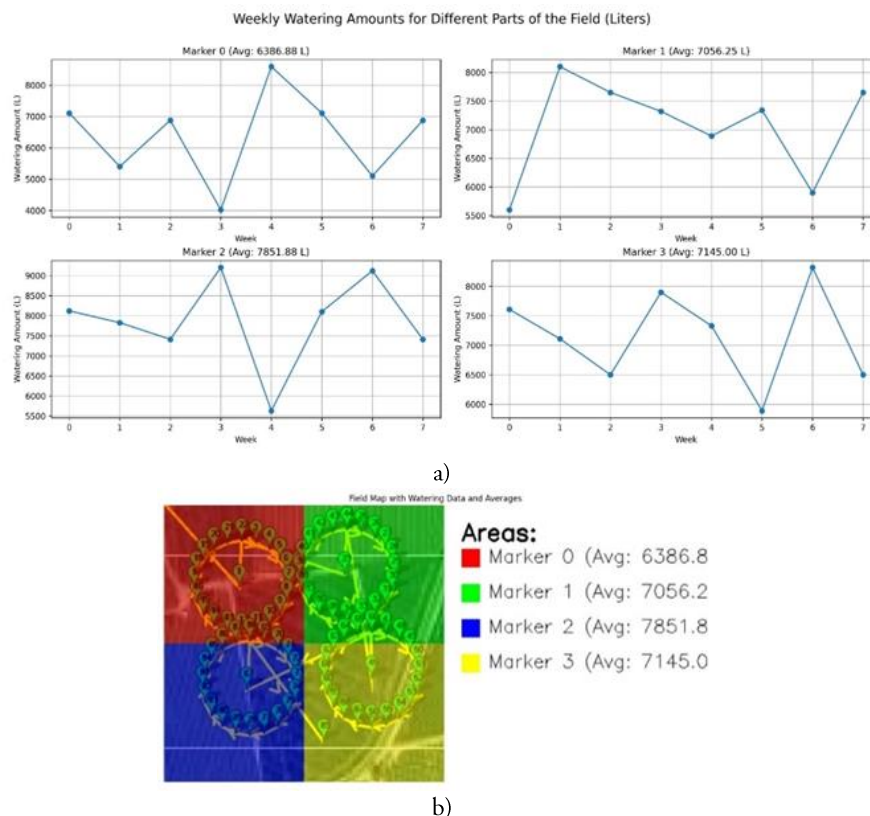 Weekly Watering Amounts for Different Parts of the Field (Liters)
Marker 0 (Avg: 6386.88 L)
Watering Amount (L)
8000
7000
6000
5000
4000
0 1 2 3 4 5 6 7
Week
Marker 1 (Avg: 7056.25 L)
Watering Amount (L)
8000
7500
7000
6500
6000
5500
0 1 2 3 4 5 6 7
Week
Marker 2 (Avg: 7851.88 L)
Watering Amount (L)
9000
8500
8000
7500
7000
6500
6000
5500
0 1 2 3 4 5 6 7
Week
Marker 3 (Avg: 7145.00 L)
Watering Amount (L)
8000
7500
7000
6500
6000
0 1 2 3 4 5 6 7
Week
a)
Field Map with Watering Data and Averages
Areas:
Marker 0 (Avg: 6386.8
Marker 1 (Avg: 7056.2
Marker 2 (Avg: 7851.8
Marker 3 (Avg: 7145.0
b)